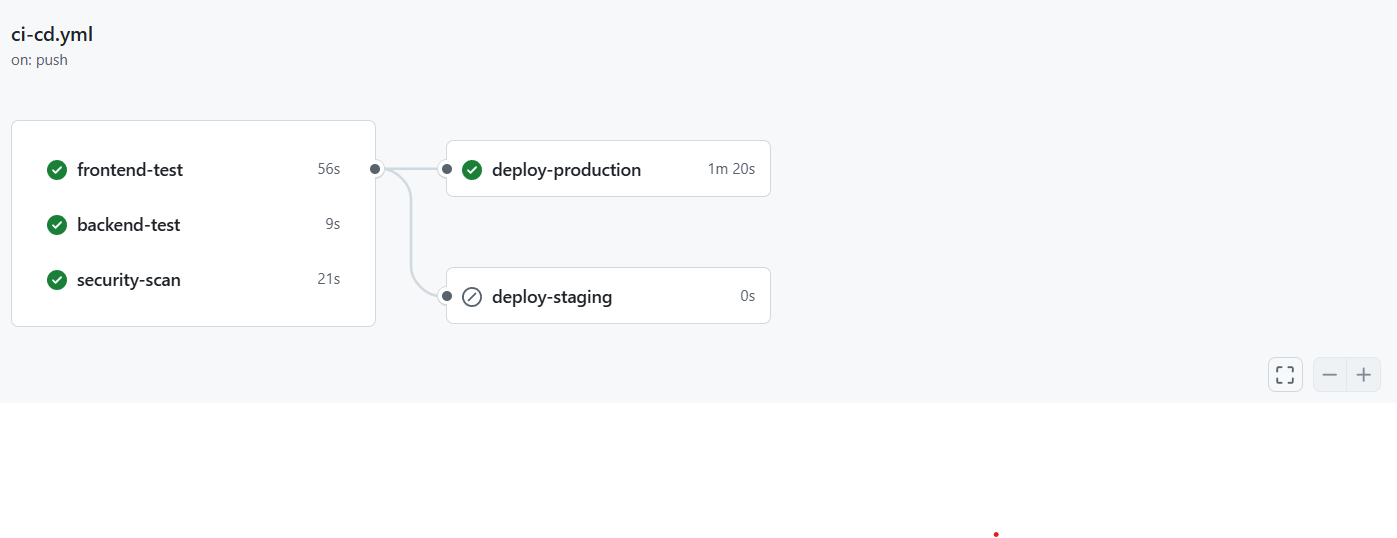 ci-cd.yml
on: push
frontend-test 56s
backend-test 9s
security-scan 21s
deploy-production 1m 20s
deploy-staging 0s